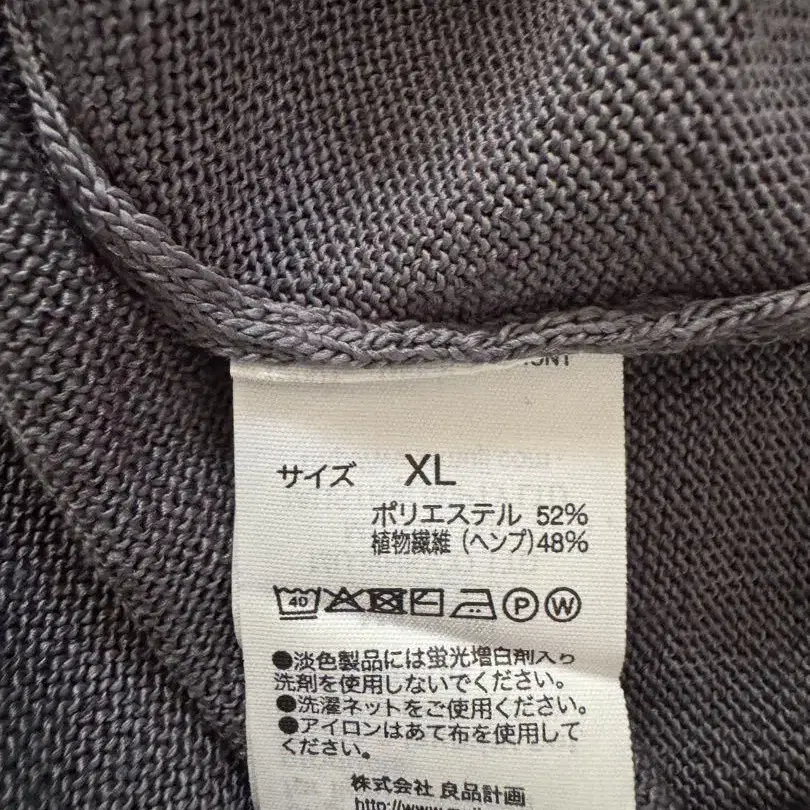 サイズ XL
ポリエステル 52%
植物繊維 (ヘンプ)48%
40
P W
●淡色製品には蛍光増白剤入り
洗剤を使用しないでください。
●洗濯ネットをご使用ください。
●アイロンはあて布を使用して
ください。
株式会社 良品計画